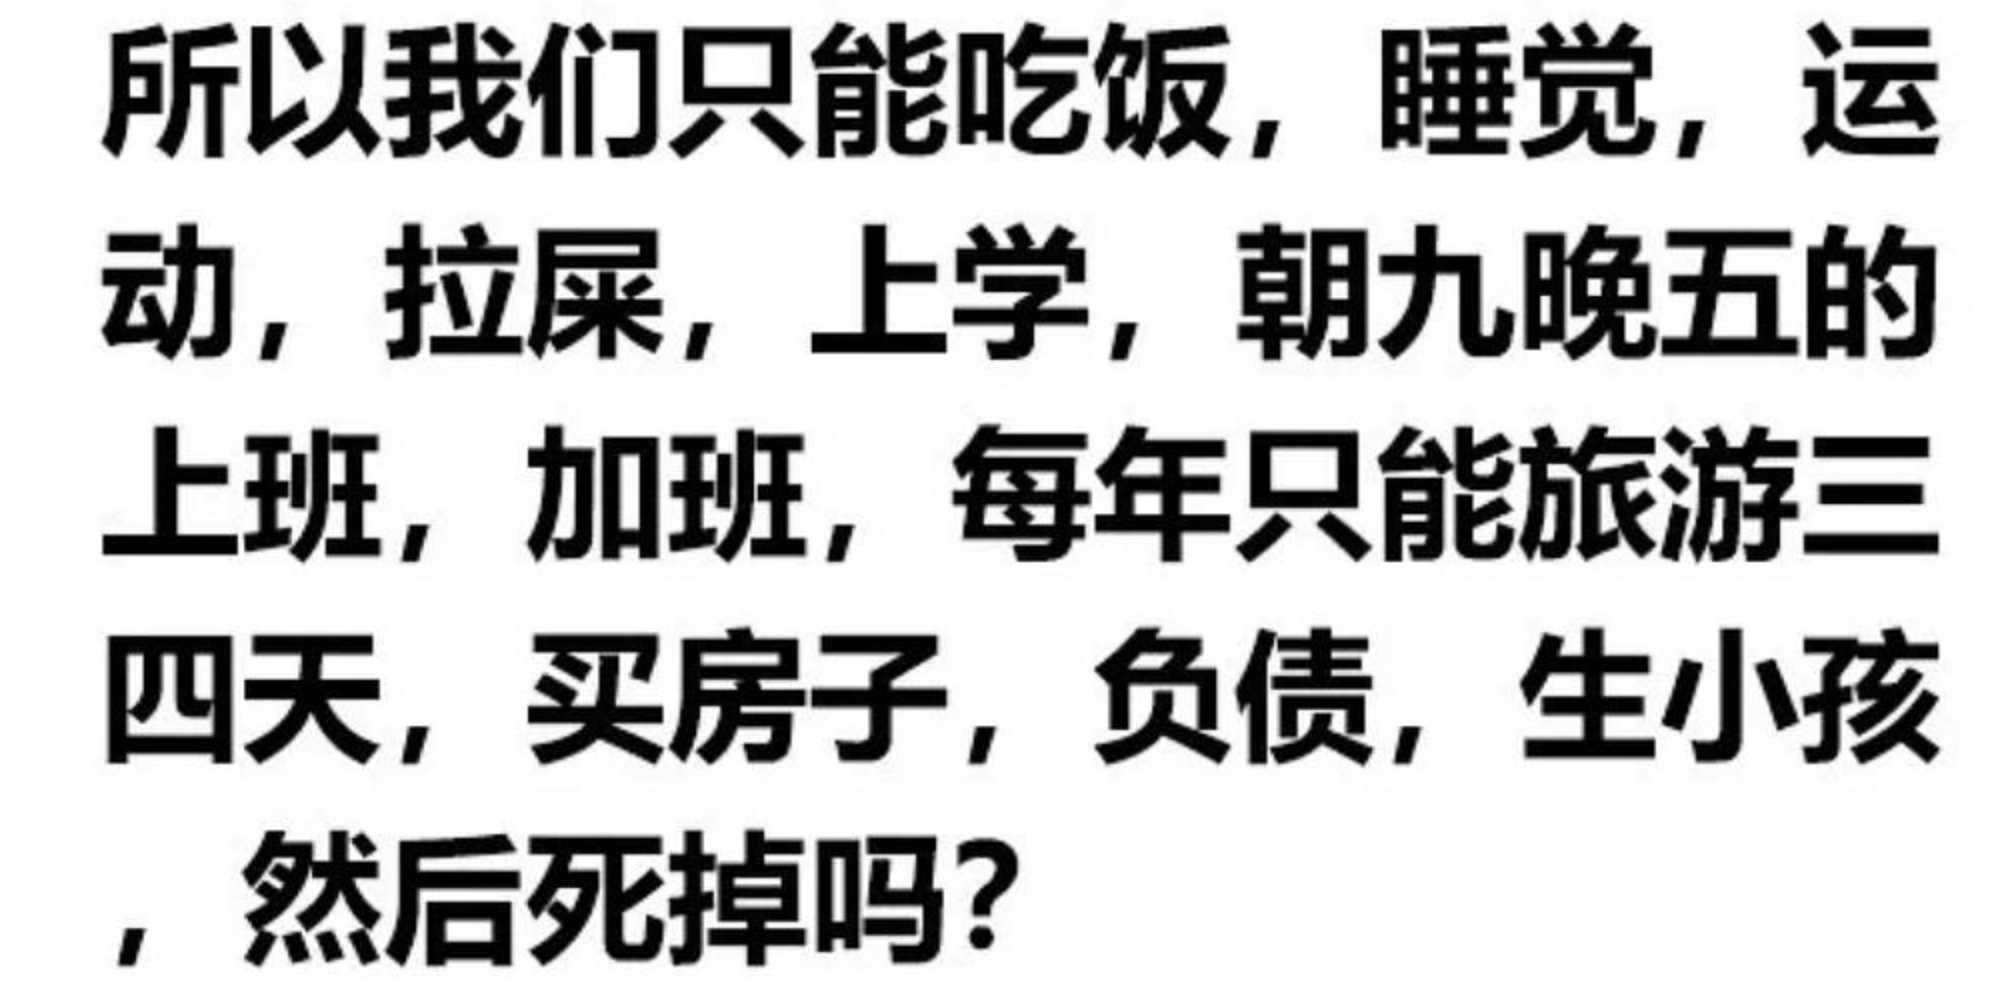 所以我们只能吃饭，睡觉，运
动，拉屎，上学，朝九晚五的
上班，加班，每年只能旅游三
四天，买房子，负债，生小孩
，然后死掉吗？